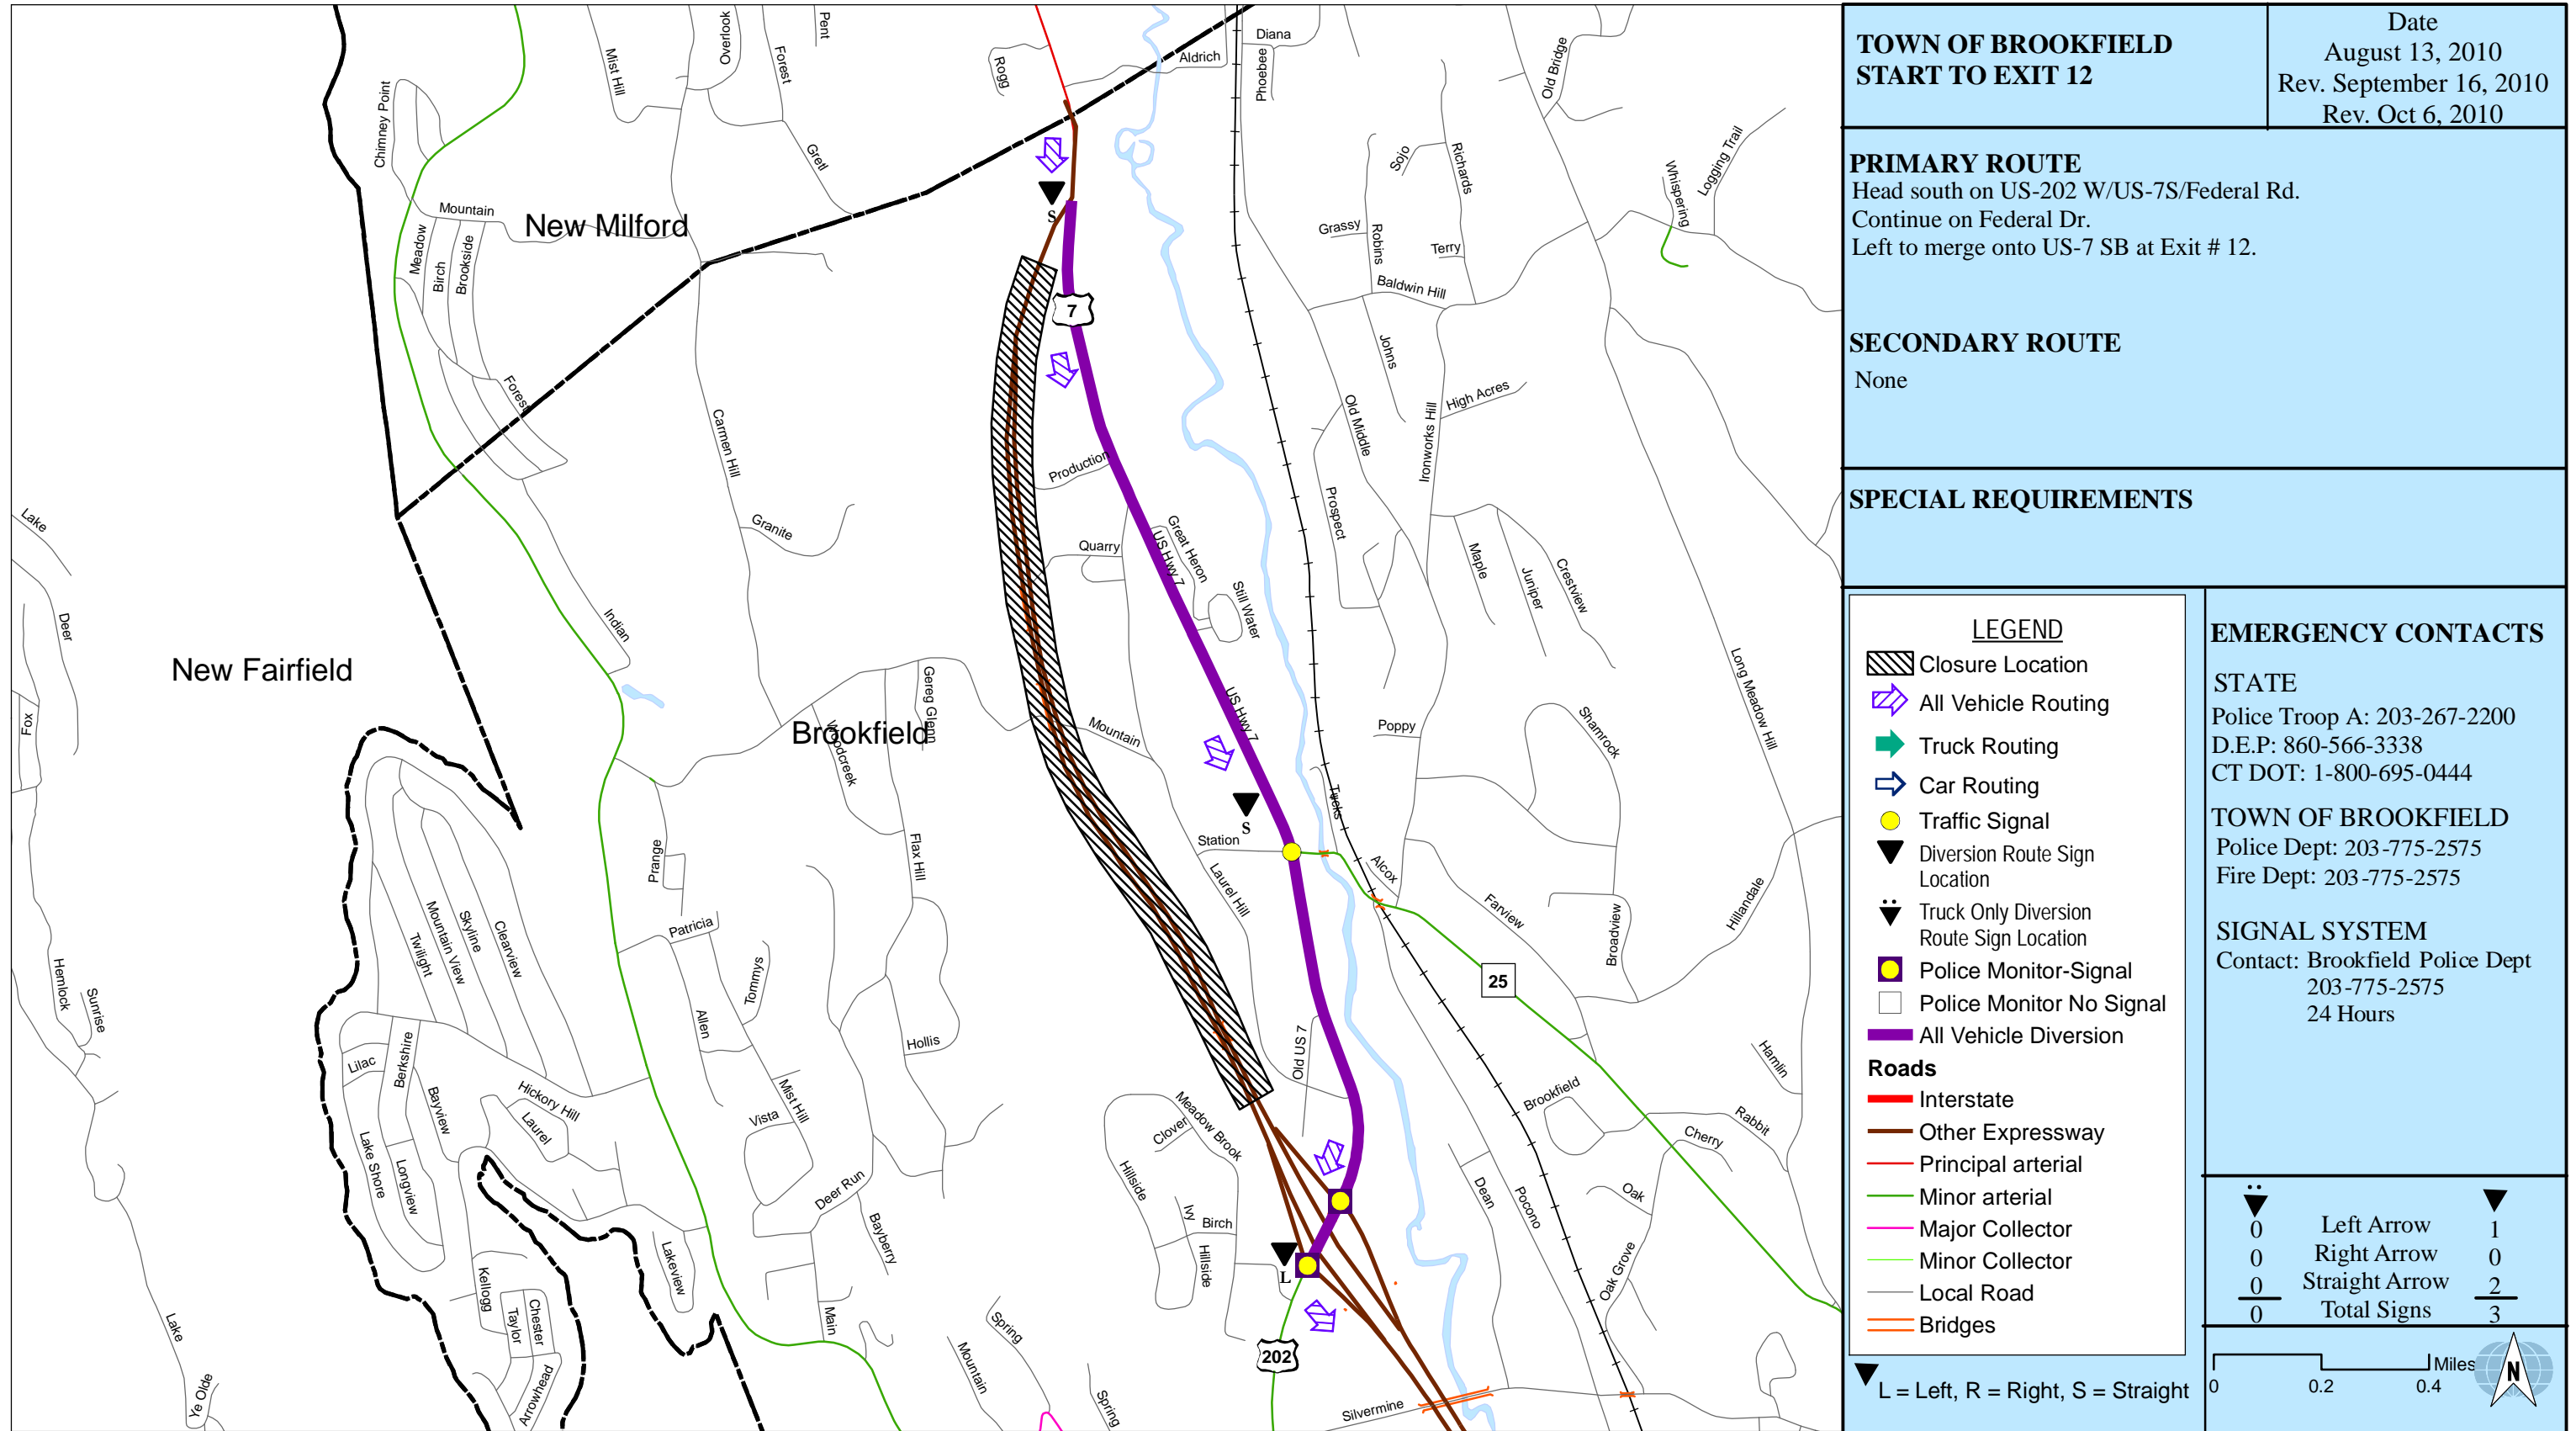 TOWN OF BROOKFIELD
START TO EXIT 12
Date
August 13, 2010
Rev. September 16, 2010
Rev. Oct 6, 2010
PRIMARY ROUTE
Head south on US-202 W/US-7S/Federal Rd.
Continue on Federal Dr.
Left to merge onto US-7 SB at Exit # 12.
SECONDARY ROUTE
None
SPECIAL REQUIREMENTS
LEGEND
Closure Location
All Vehicle Routing
Truck Routing
Car Routing
Traffic Signal
Diversion Route Sign
Location
Truck Only Diversion
Route Sign Location
Police Monitor-Signal
Police Monitor No Signal
All Vehicle Diversion
Roads
Interstate
Other Expressway
Principal arterial
Minor arterial
Major Collector
Minor Collector
Local Road
Bridges
L = Left, R = Right, S = Straight
EMERGENCY CONTACTS
STATE
Police Troop A: 203-267-2200
D.E.P: 860-566-3338
CT DOT: 1-800-695-0444
TOWN OF BROOKFIELD
Police Dept: 203-775-2575
Fire Dept: 203-775-2575
SIGNAL SYSTEM
Contact: Brookfield Police Dept
203-775-2575
24 Hours
0 Left Arrow 1
0 Right Arrow 0
0 Straight Arrow 2
0 Total Signs 3
Miles
0 0.2 0.4
N
New Milford
New Fairfield
Brookfield
Chimney Point
Mountain
Meadow
Birch
Brookside
Forest
Mist Hill
Overlook
Forest
Pent
Gretl
Rogg
Aldrich
Diana
Phoebee
Old Bridge
Sojo
Richards
Whispering
Logging Trail
Grassy
Robins
Terry
Baldwin Hill
Johns
High Acres
Old Middle
Ironworks Hill
Prospect
Maple
Juniper
Crestview
Long Meadow Hill
Shamrock
Poppy
Tucks
Alcox
Farview
Broadview
Hillandale
25
Hamlin
Rabbit
Cherry
Brookfield
Oak
Oak Grove
Pocono
Dean
Silvermine
7
S
Production
Quarry
Great Heron
US Hwy 7
Still Water
US Hwy 7
S
Station
Mountain
Laurel Hill
Old US 7
Meadow Brook
Clover
Hillside
Ivy
Birch
Hillside
L
202
Carmen Hill
Granite
Indian
Gereg Glenn
Woodcreek
Flax Hill
Prange
Patricia
Tommys
Allen
Hollis
Mist Hill
Vista
Deer Run
Bayberry
Main
Spring
Mountain
Spring
Lake
Deer
Fox
Hemlock
Sunrise
Lake
Ye Olde
Twilight
Mountain View
Skyline
Clearview
Lilac
Berkshire
Bayview
Hickory Hill
Laurel
Lake Shore
Longview
Lakeview
Kellogg
Taylor
Chester
Arrowhead